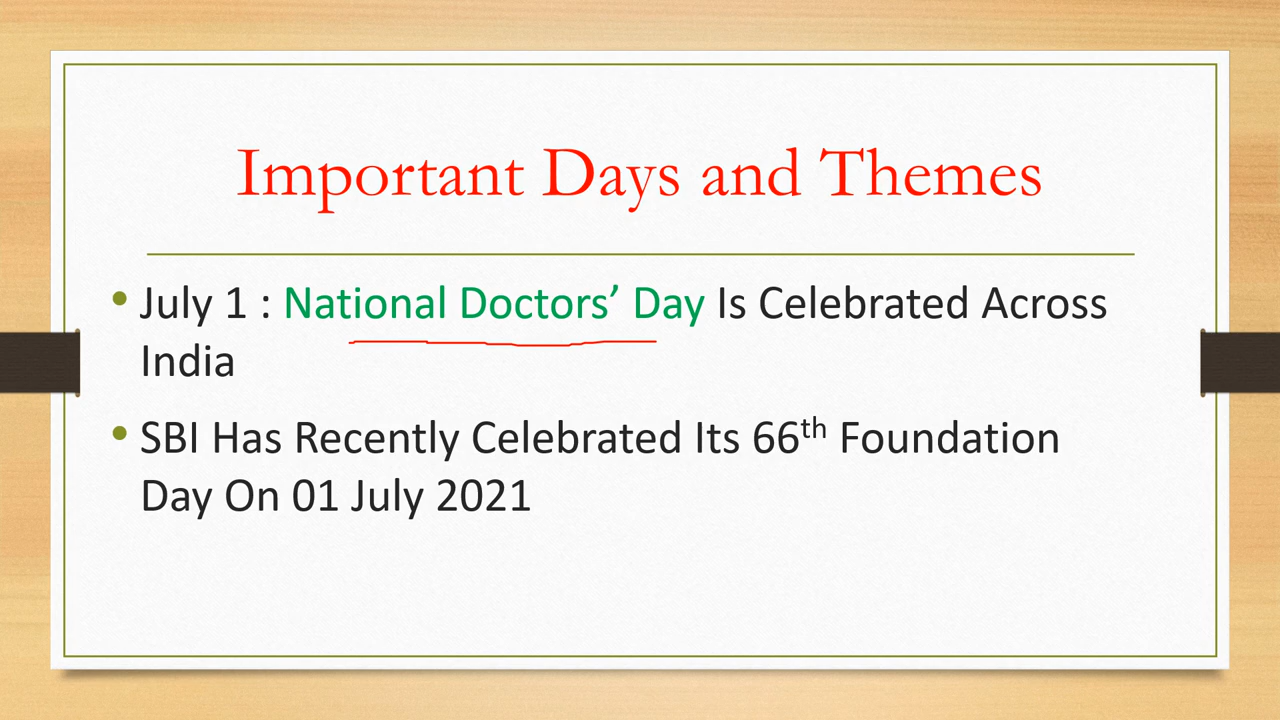 Important Days and Themes
• July 1 : National Doctors’ Day Is Celebrated Across
India
• SBI Has Recently Celebrated Its 66th Foundation
Day On 01 July 2021